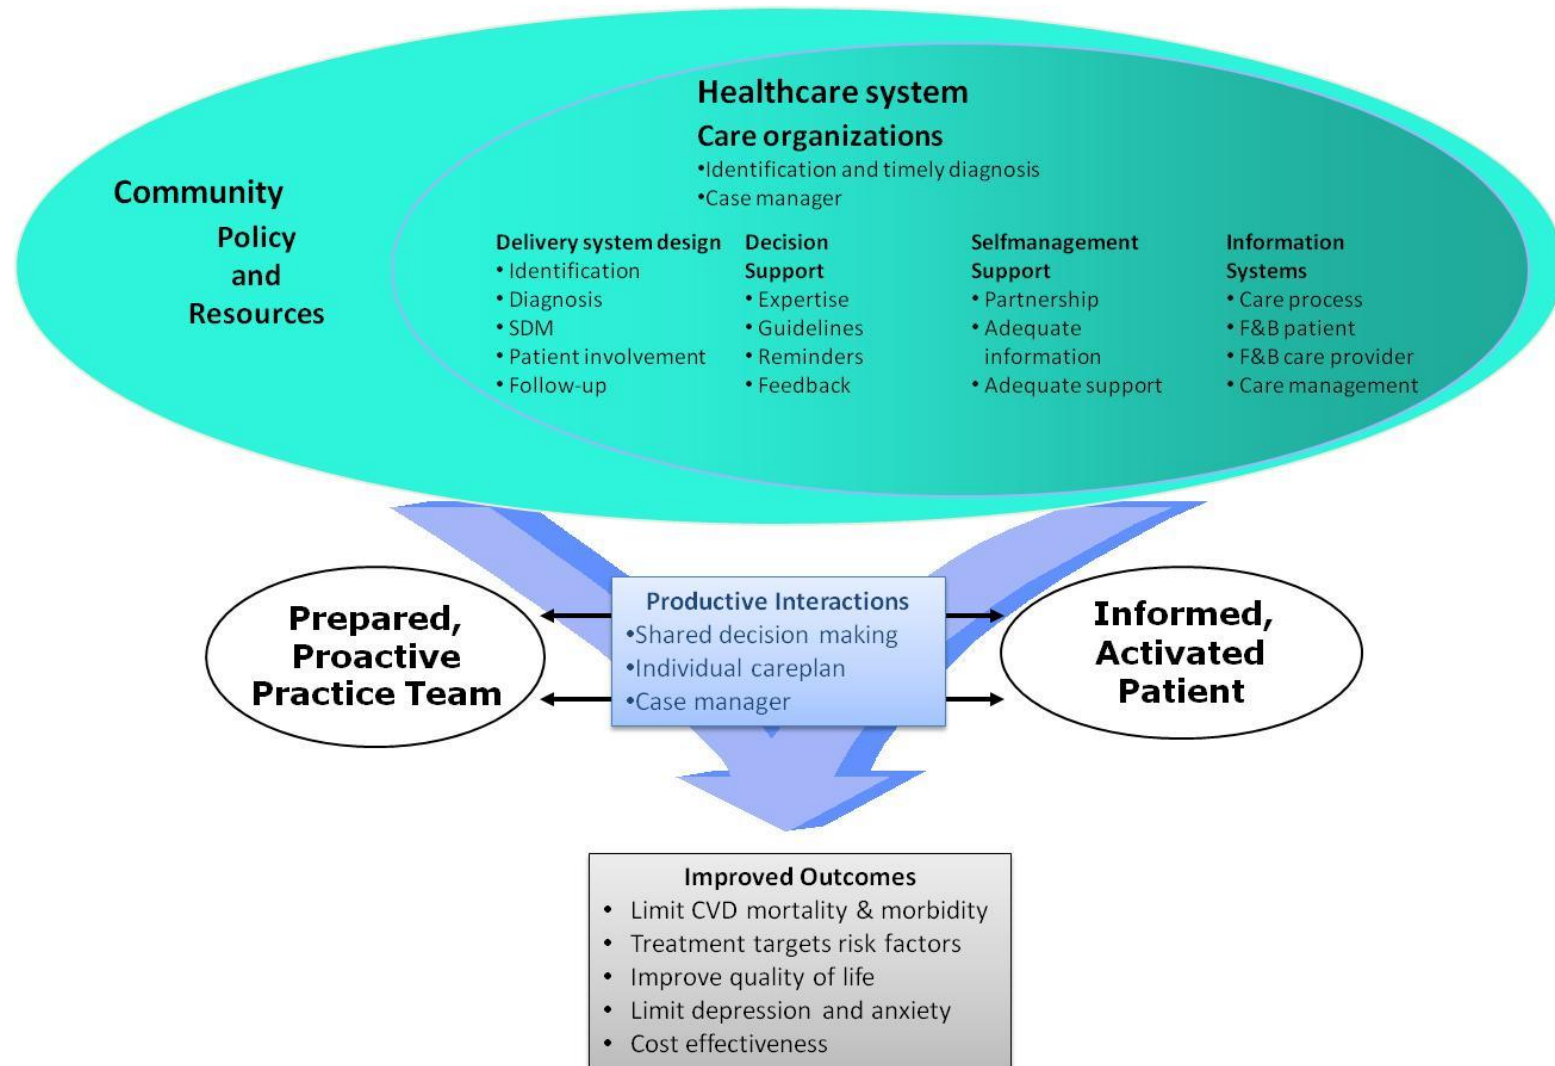 Healthcare system
Care organizations
•Identification and timely diagnosis
•Case manager
Community
Policy
and
Resources
Delivery system design
• Identification
• Diagnosis
• SDM
• Patient involvement
• Follow-up
Decision
Support
• Expertise
• Guidelines
• Reminders
• Feedback
Selfmanagement
Support
• Partnership
• Adequate
information
• Adequate support
Information
Systems
• Care process
• F&B patient
• F&B care provider
• Care management
Prepared,
Proactive
Practice Team
Productive Interactions
•Shared decision making
•Individual careplan
•Case manager
Informed,
Activated
Patient
Improved Outcomes
• Limit CVD mortality & morbidity
• Treatment targets risk factors
• Improve quality of life
• Limit depression and anxiety
• Cost effectiveness